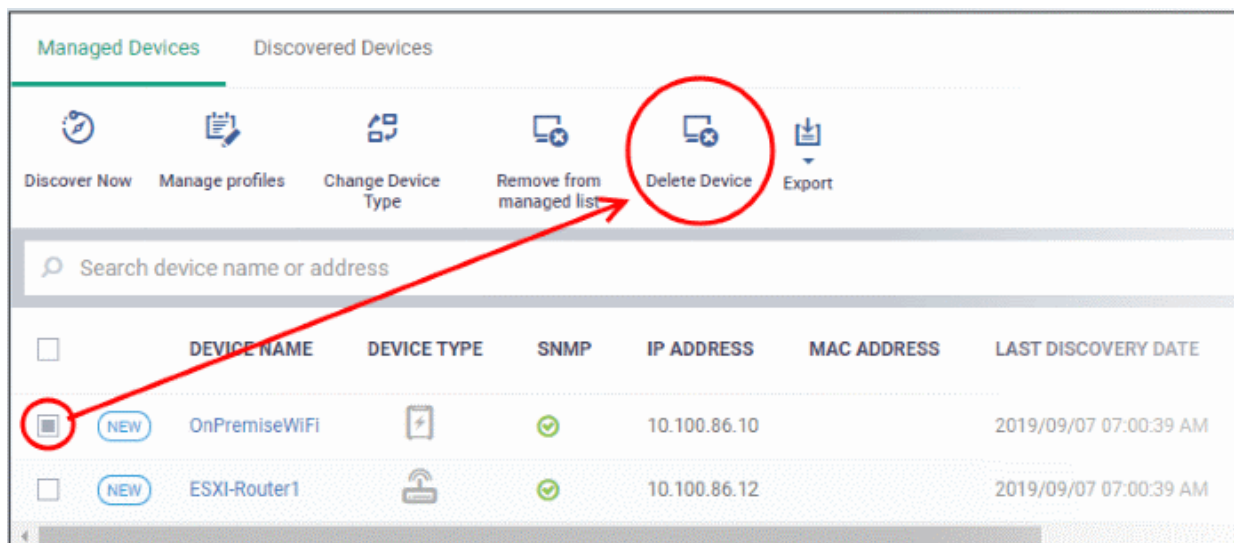 Managed Devices Discovered Devices
Discover Now Manage profiles Change Device Type Remove from managed list Delete Device Export
Search device name or address
DEVICE NAME DEVICE TYPE SNMP IP ADDRESS MAC ADDRESS LAST DISCOVERY DATE
NEW OnPremiseWiFi 10.100.86.10 2019/09/07 07:00:39 AM
NEW ESXI-Router1 10.100.86.12 2019/09/07 07:00:39 AM